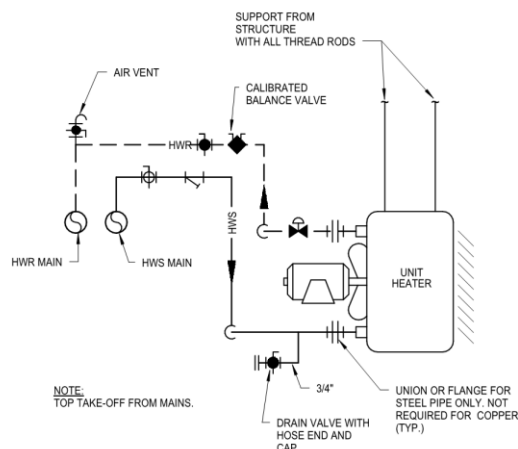 SUPPORT FROM
STRUCTURE
WITH ALL THREAD RODS
AIR VENT
CALIBRATED
BALANCE VALVE
HWR
HWS
HWR MAIN
HWS MAIN
UNIT
HEATER
3/4"
NOTE:
TOP TAKE-OFF FROM MAINS.
DRAIN VALVE WITH
HOSE END AND
CAP
UNION OR FLANGE FOR
STEEL PIPE ONLY. NOT
REQUIRED FOR COPPER
(TYP.)